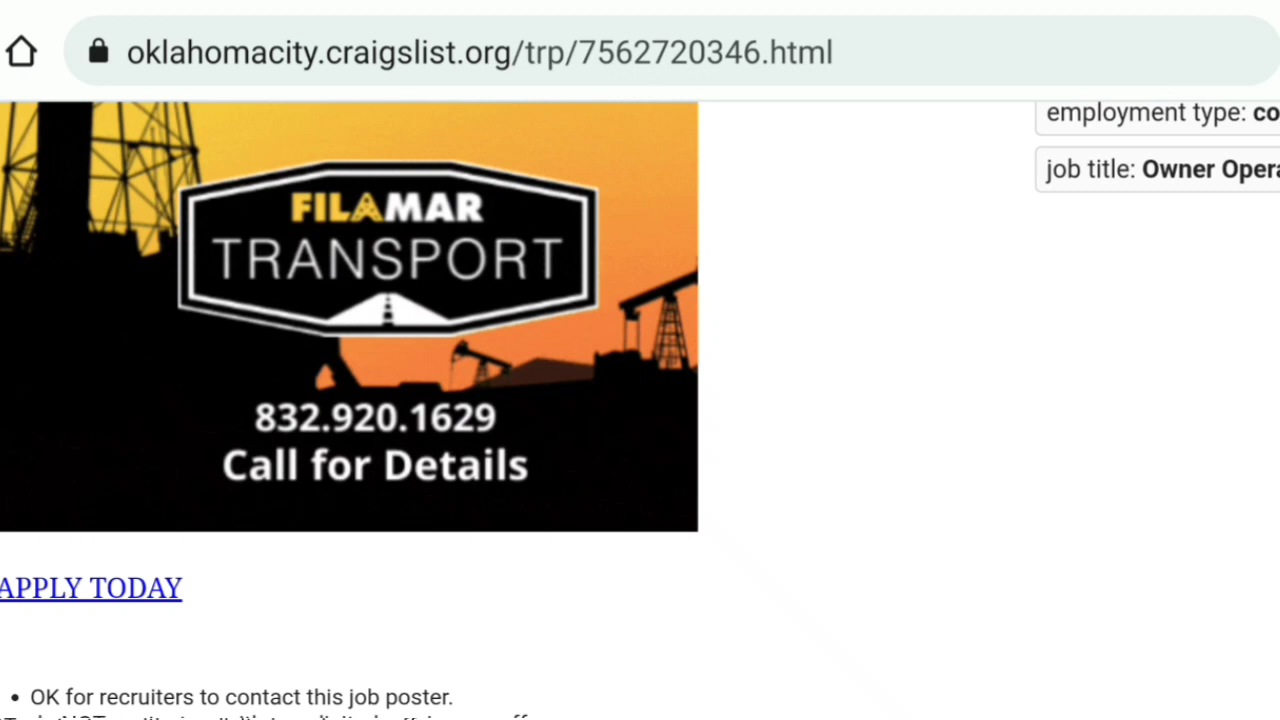 oklahomacity.craigslist.org/trp/7562720346.html
employment type: co
job title: Owner Opera
FILAMAR
TRANSPORT
832.920.1629
Call for Details
APPLY TODAY
• OK for recruiters to contact this job poster.